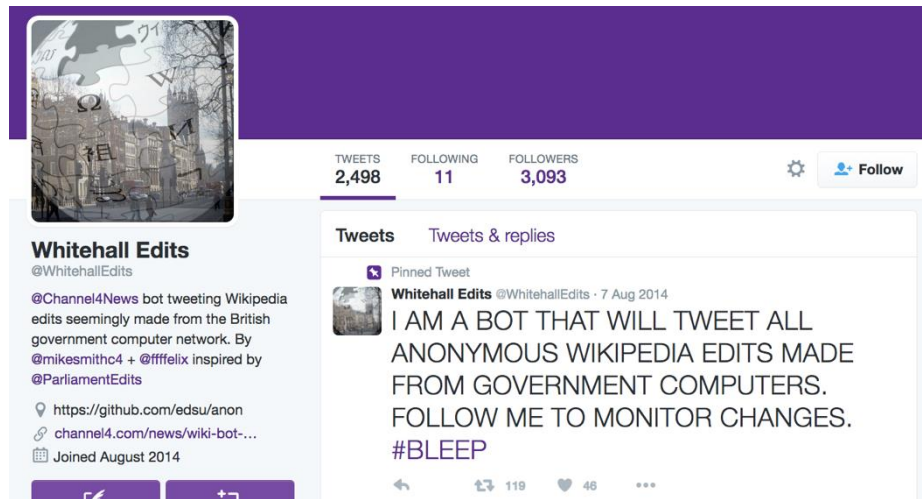 TWEETS FOLLOWING FOLLOWERS
2,498 11 3,093
Follow
Whitehall Edits
@WhitehallEdits
@Channel4News bot tweeting Wikipedia
edits seemingly made from the British
government computer network. By
@mikesmithc4 + @ffffelix inspired by
@ParliamentEdits
https://github.com/edsu/anon
channel4.com/news/wiki-bot-...
Joined August 2014
Tweets Tweets & replies
Pinned Tweet
Whitehall Edits @WhitehallEdits · 7 Aug 2014
I AM A BOT THAT WILL TWEET ALL
ANONYMOUS WIKIPEDIA EDITS MADE
FROM GOVERNMENT COMPUTERS.
FOLLOW ME TO MONITOR CHANGES.
#BLEEP
119 46